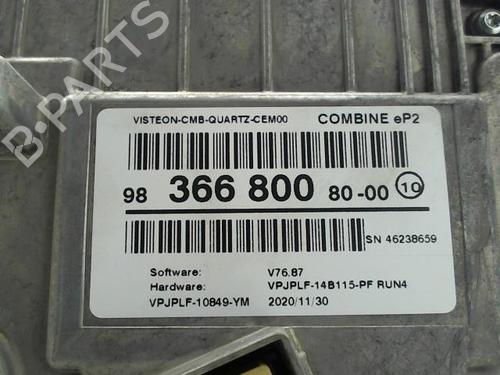 B-PARTS
VISTEON-CMB-QUARTZ-CEM00 COMBINE eP2
98 366 800 80-00 10
SN 46238659
Software: V76.87
Hardware: VPJPLF-14B115-PF RUN4
VPJPLF-10849-YM 2020/11/30